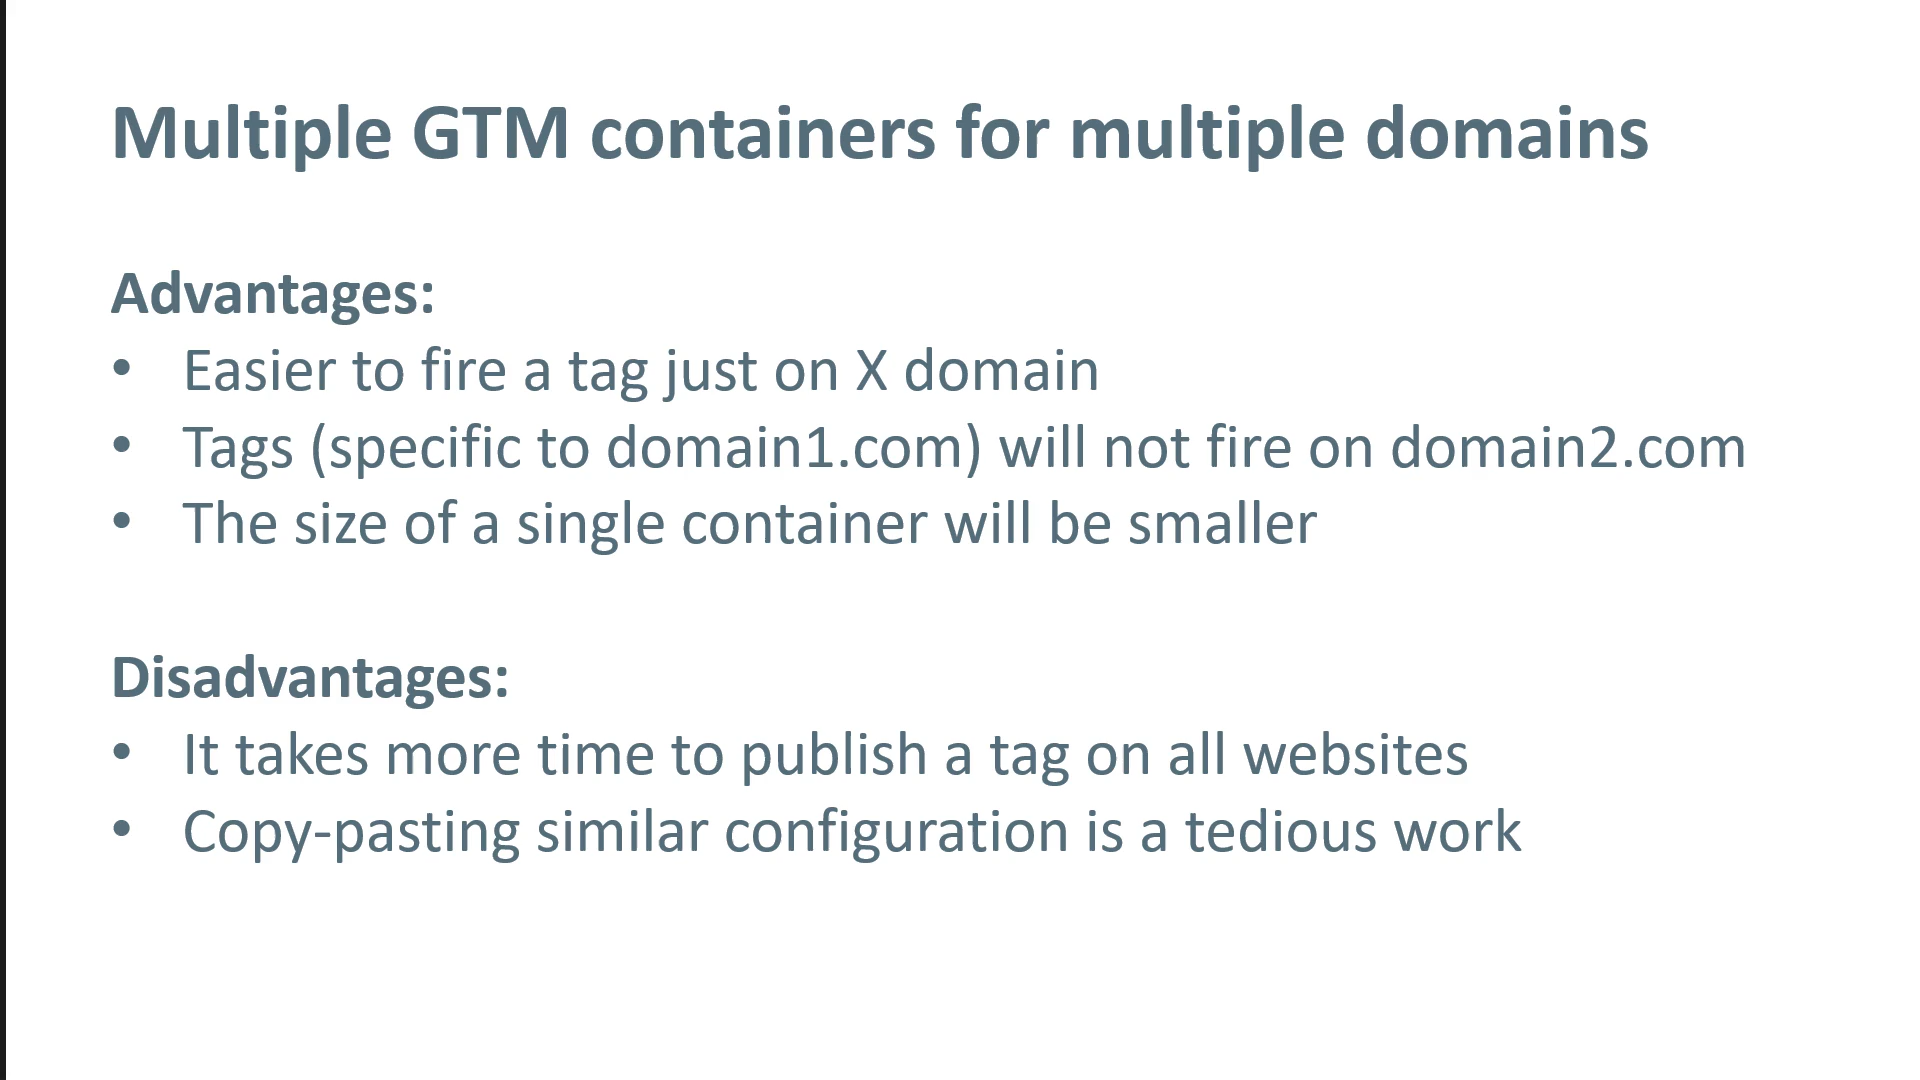 Multiple GTM containers for multiple domains
Advantages:
• Easier to fire a tag just on X domain
• Tags (specific to domain1.com) will not fire on domain2.com
• The size of a single container will be smaller
Disadvantages:
• It takes more time to publish a tag on all websites
• Copy-pasting similar configuration is a tedious work